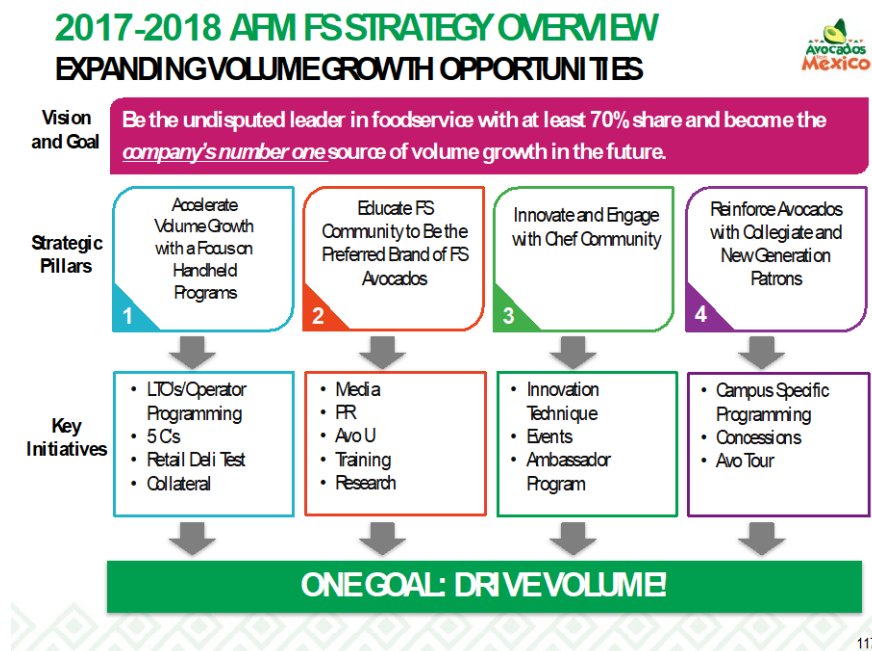 2017-2018 AFM FS STRATEGY OVERVIEW
EXPANDING VOLUME GROWTH OPPORTUNITIES
Avocados
from
Mexico
Vision
and Goal
Be the undisputed leader in foodservice with at least 70% share and become the
company's number one source of volume growth in the future.
Strategic
Pillars
Accelerate
Volume Growth
with a Focus on
Handheld
Programs
1
Educate FS
Community to Be the
Preferred Brand of FS
Avocados
2
Innovate and Engage
with Chef Community
3
Reinforce Avocados
with Collegiate and
New Generation
Patrons
4
Key
Initiatives
• LTO's/Operator
Programming
• 5 C's
• Retail Deli Test
• Collateral
• Media
• PR
• Avo U
• Training
• Research
• Innovation
Technique
• Events
• Ambassador
Program
• Campus Specific
Programming
• Concessions
• Avo Tour
ONE GOAL: DRIVE VOLUME!
117